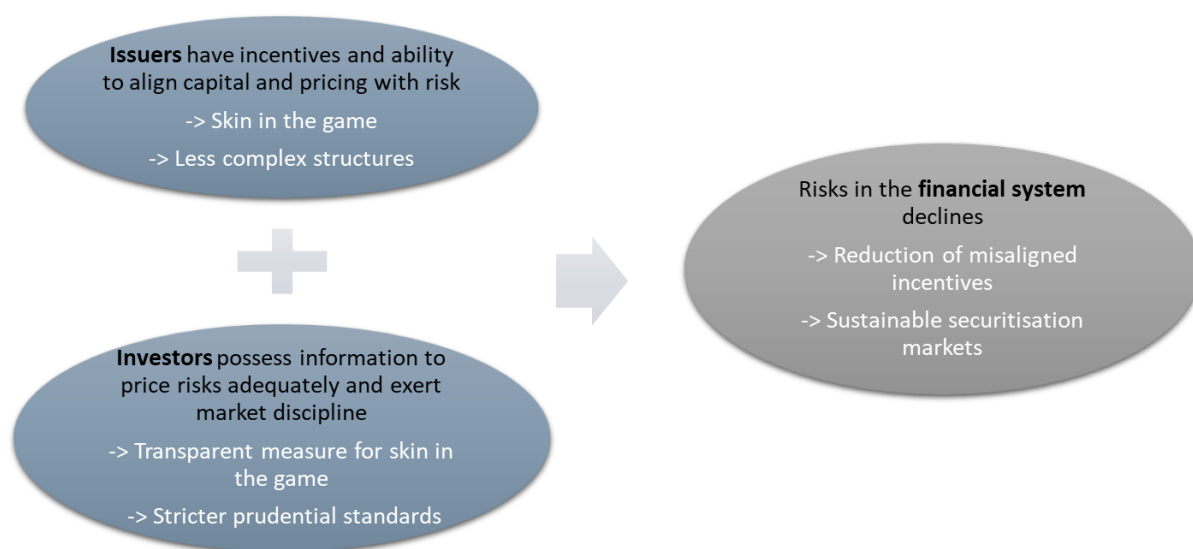 Issuers have incentives and ability
to align capital and pricing with risk
-> Skin in the game
-> Less complex structures
Investors possess information to
price risks adequately and exert
market discipline
-> Transparent measure for skin in
the game
-> Stricter prudential standards
Risks in the financial system
declines
-> Reduction of misaligned
incentives
-> Sustainable securitisation
markets